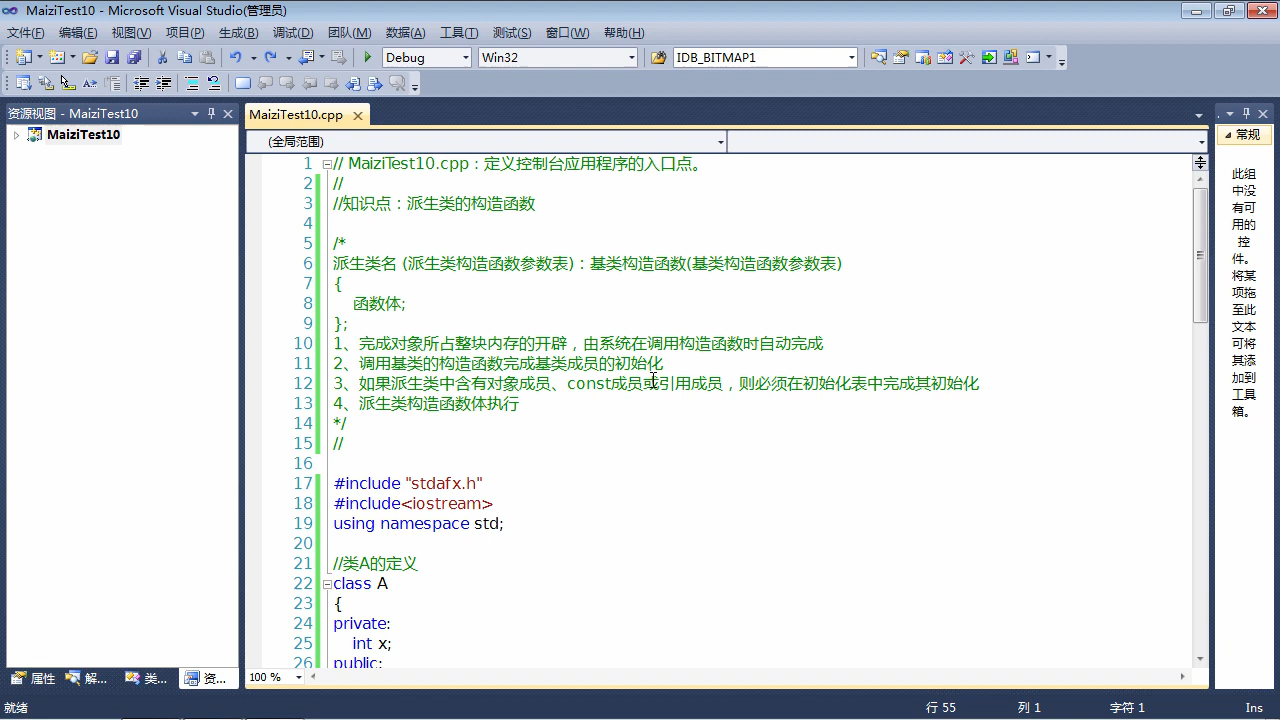 MaiziTest10 - Microsoft Visual Studio(管理员)
文件(F) 编辑(E) 视图(V) 项目(P) 生成(B) 调试(D) 团队(M) 数据(A) 工具(T) 测试(S) 窗口(W) 帮助(H)
Debug Win32 IDB_BITMAP1
资源视图 - MaiziTest10
MaiziTest10
MaiziTest10.cpp
(全局范围)
1 // MaiziTest10.cpp : 定义控制台应用程序的入口点。
2 //
3 //知识点：派生类的构造函数
4
5 /*
6 派生类名 (派生类构造函数参数表) : 基类构造函数(基类构造函数参数表)
7 {
8 函数体;
9 };
10 1、完成对象所占整块内存的开辟，由系统在调用构造函数时自动完成
11 2、调用基类的构造函数完成基类成员的初始化
12 3、如果派生类中含有对象成员、const成员或引用成员，则必须在初始化表中完成其初始化
13 4、派生类构造函数体执行
14 */
15 //
16
17 #include "stdafx.h"
18 #include<iostream>
19 using namespace std;
20
21 //类A的定义
22 class A
23 {
24 private:
25 int x;
26 public:
100 %
. 常规
此组
中没
有可
用的
控
件。
将某
项拖
至此
文本
可将
其添
加到
工具
箱。
属性 解... 类... 资...
就绪 行 55 列 1 字符 1 Ins